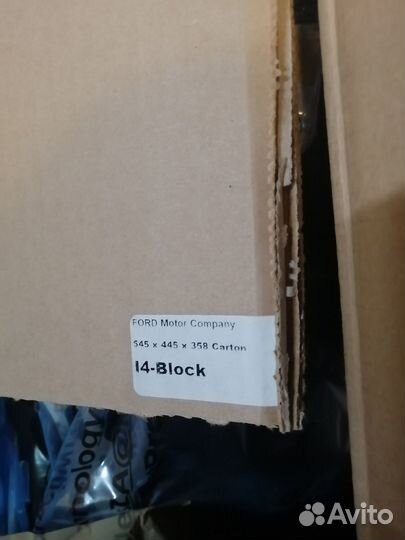 FORD Motor Company
545 x 445 x 358 Carton
I4-Block
Avito